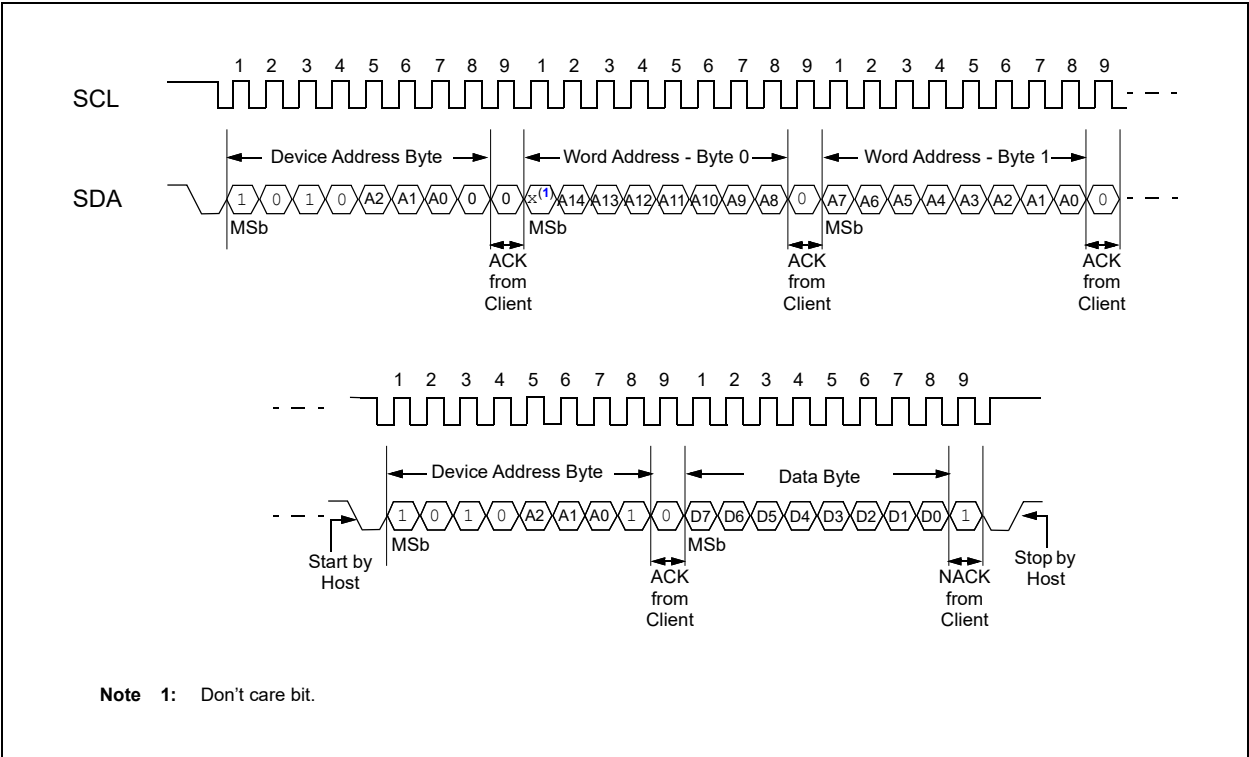 1 2 3 4 5 6 7 8 9 1 2 3 4 5 6 7 8 9 1 2 3 4 5 6 7 8 9
SCL
Device Address Byte Word Address - Byte 0 Word Address - Byte 1
SDA 1 0 1 0 A2 A1 A0 0 0 x(1) A14 A13 A12 A11 A10 A9 A8 0 A7 A6 A5 A4 A3 A2 A1 A0 0
MSb MSb MSb
ACK ACK ACK
from from from
Client Client Client
1 2 3 4 5 6 7 8 9 1 2 3 4 5 6 7 8 9
Device Address Byte Data Byte
1 0 1 0 A2 A1 A0 1 0 D7 D6 D5 D4 D3 D2 D1 D0 1
MSb MSb
Start by Stop by
Host Host
ACK NACK
from from
Client Client
Note 1: Don't care bit.